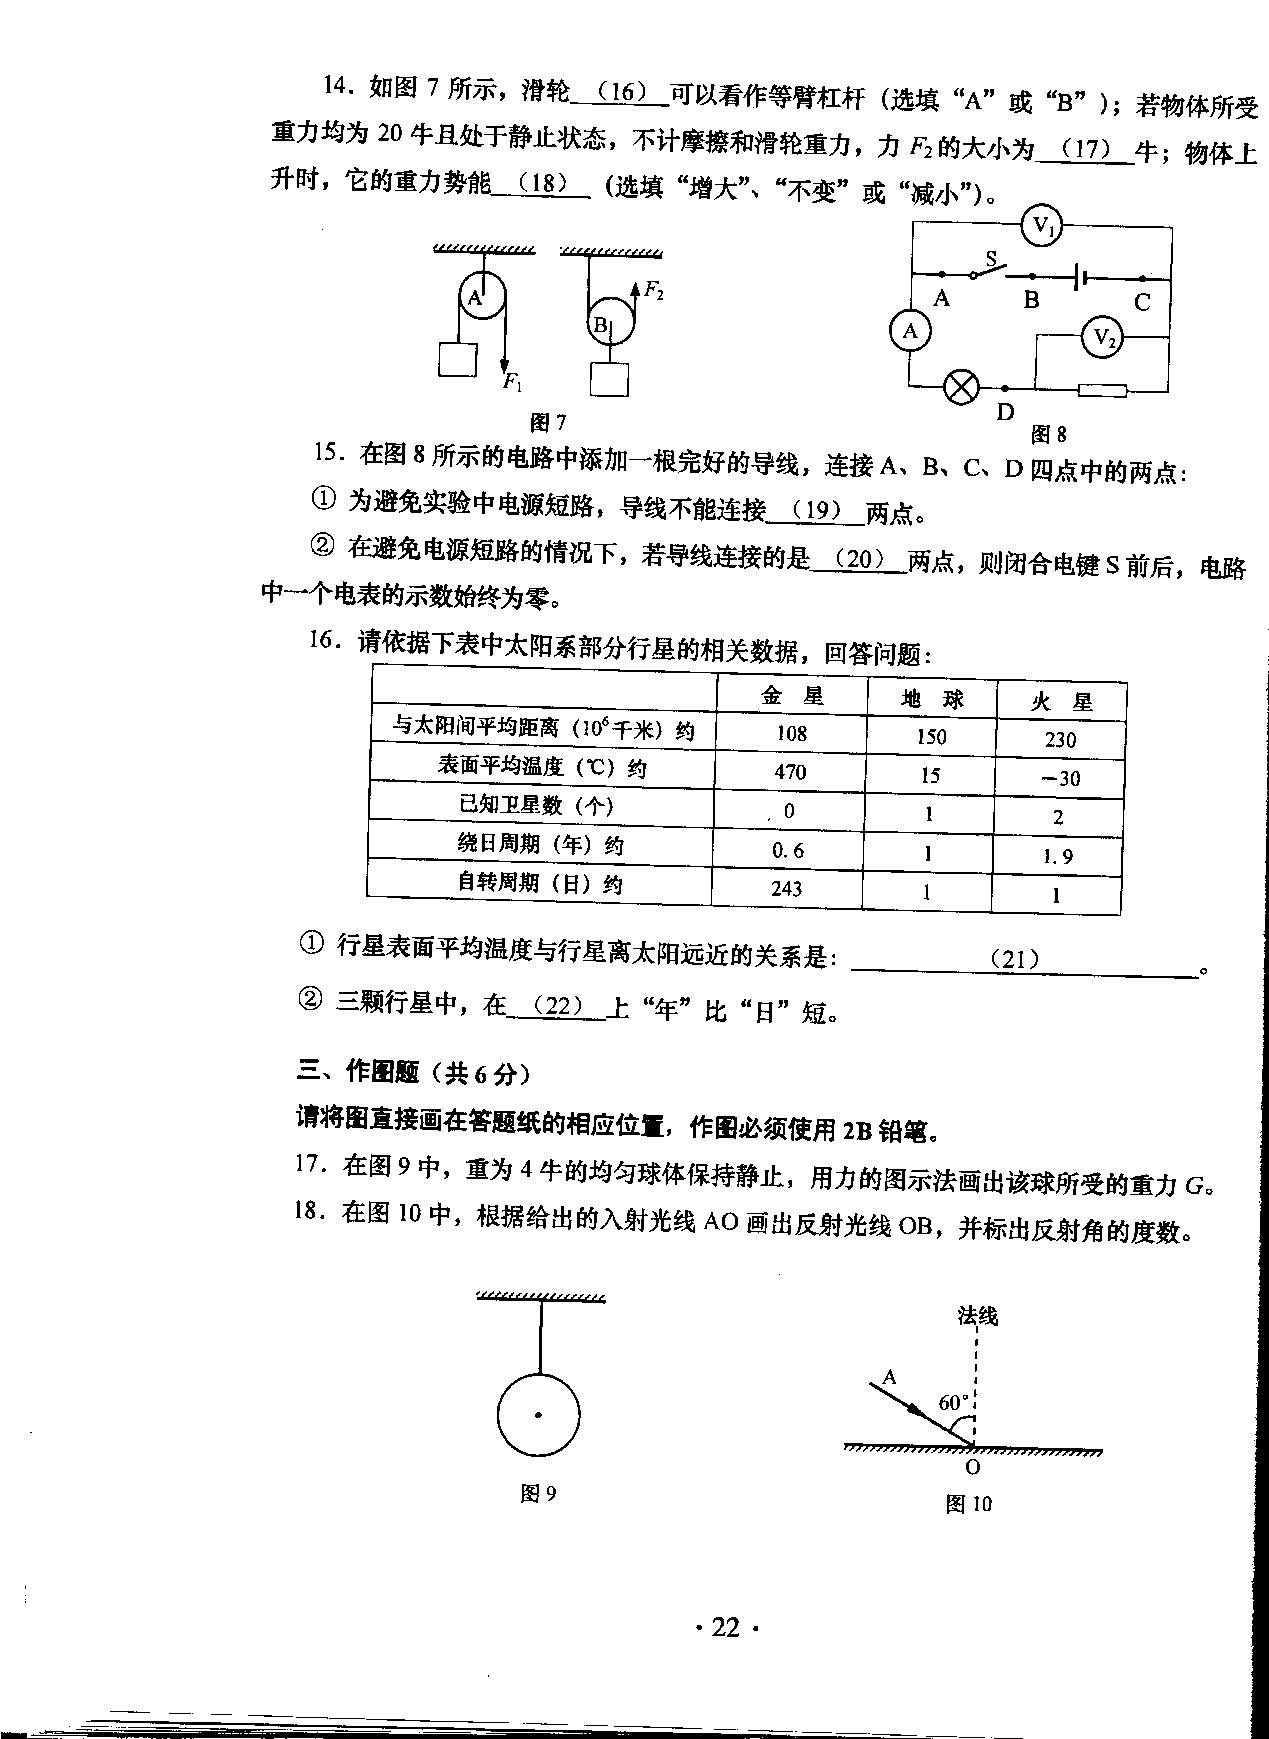 14．如图 7 所示，滑轮（16）可以看作等臂杠杆（选填“A”或“B”）；若物体所受
重力均为 20 牛且处于静止状态，不计摩擦和滑轮重力，力 F₂的大小为（17）牛；物体上
升时，它的重力势能（18）（选填“增大”、“不变”或“减小”）。
A
F₁
B
F₂
图 7
V₁
S
A
B
C
A
V₂
D
图 8
15．在图 8 所示的电路中添加一根完好的导线，连接 A、B、C、D 四点中的两点：
① 为避免实验中电源短路，导线不能连接（19）两点。
② 在避免电源短路的情况下，若导线连接的是（20）两点，则闭合电键 S 前后，电路
中一个电表的示数始终为零。
16．请依据下表中太阳系部分行星的相关数据，回答问题：
金 星 地 球 火 星
与太阳间平均距离（10⁶千米）约 108 150 230
表面平均温度（℃）约 470 15 －30
已知卫星数（个） 0 1 2
绕日周期（年）约 0.6 1 1.9
自转周期（日）约 243 1 1
① 行星表面平均温度与行星离太阳远近的关系是：（21）。
② 三颗行星中，在（22）上“年”比“日”短。
三、作图题（共 6 分）
请将图直接画在答题纸的相应位置，作图必须使用 2B 铅笔。
17．在图 9 中，重为 4 牛的均匀球体保持静止，用力的图示法画出该球所受的重力 G。
18．在图 10 中，根据给出的入射光线 AO 画出反射光线 OB，并标出反射角的度数。
图 9
法线
A
60°
O
图 10
· 22 ·